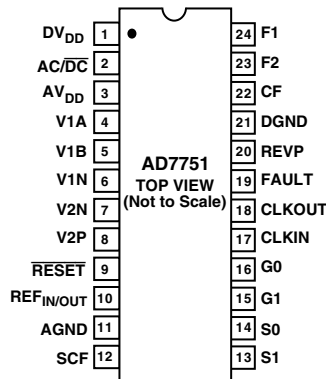 DVDD 1
AC/DC 2
AVDD 3
V1A 4
V1B 5
V1N 6
V2N 7
V2P 8
RESET 9
REFIN/OUT 10
AGND 11
SCF 12
AD7751
TOP VIEW
(Not to Scale)
24 F1
23 F2
22 CF
21 DGND
20 REVP
19 FAULT
18 CLKOUT
17 CLKIN
16 G0
15 G1
14 S0
13 S1